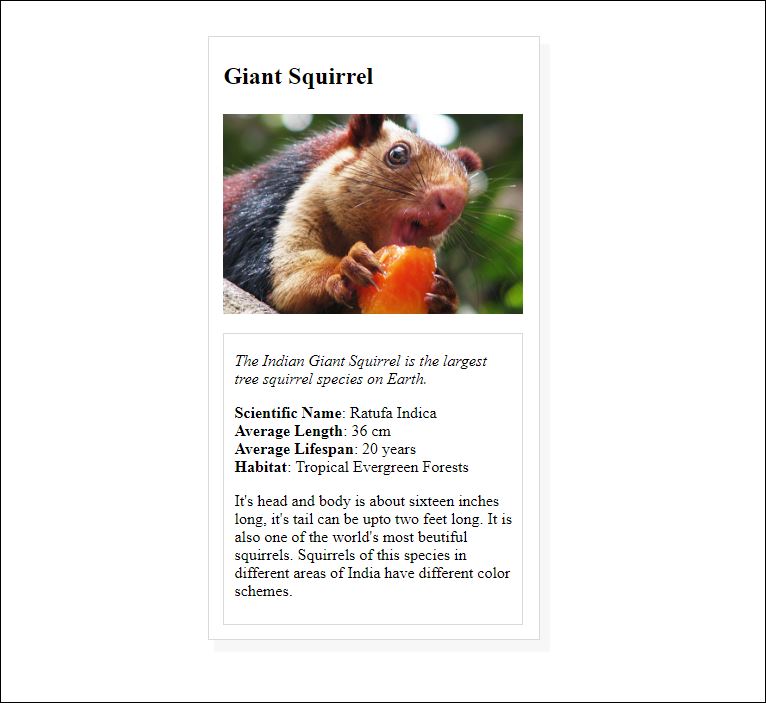 Giant Squirrel
The Indian Giant Squirrel is the largest
tree squirrel species on Earth.
Scientific Name: Ratufa Indica
Average Length: 36 cm
Average Lifespan: 20 years
Habitat: Tropical Evergreen Forests
It's head and body is about sixteen inches
long, it's tail can be upto two feet long. It is
also one of the world's most beutiful
squirrels. Squirrels of this species in
different areas of India have different color
schemes.